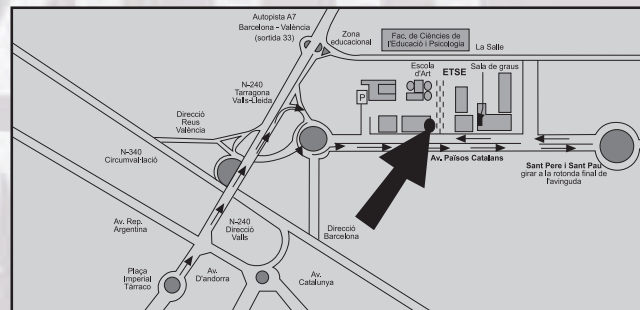 Autopista A7
Barcelona - València
(sortida 33)
Zona
educacional
Fac. de Ciències de
l'Educació i Psicologia
La Salle
Escola
d'Art
ETSE
Sala de graus
N-240
Tarragona
Valls-Lleida
P
Direcció
Reus
València
N-340
Circumval·lació
Av. Països Catalans
Sant Pere i Sant Pau
girar a la rotonda final de
l'avinguda
Av. Rep.
Argentina
N-240
Direcció
Valls
Direcció
Barcelona
Plaça
Imperial
Tàrraco
Av.
D'andorra
Av.
Catalunya